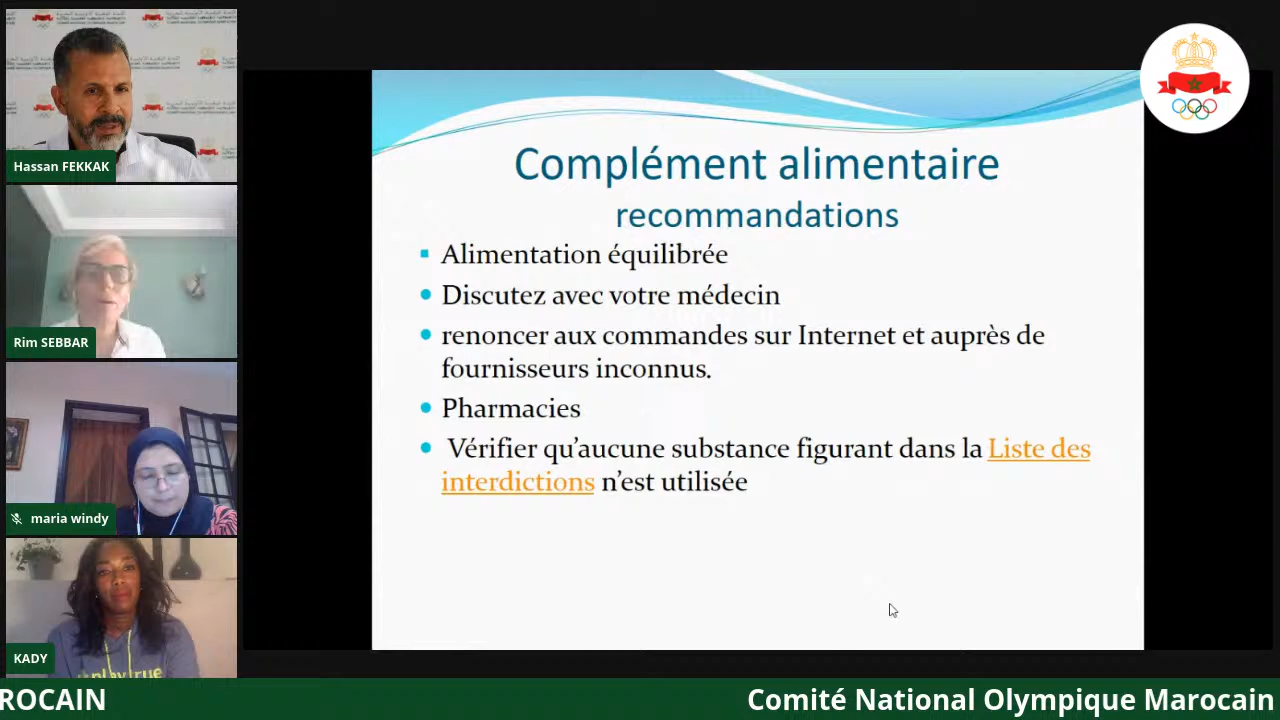 Hassan FEKKAK
Rim SEBBAR
maria windy
KADY
Complément alimentaire
recommandations
Alimentation équilibrée
Discutez avec votre médecin
renoncer aux commandes sur Internet et auprès de
fournisseurs inconnus.
Pharmacies
Vérifier qu’aucune substance figurant dans la Liste des
interdictions n’est utilisée
ROCAIN
Comité National Olympique Marocain